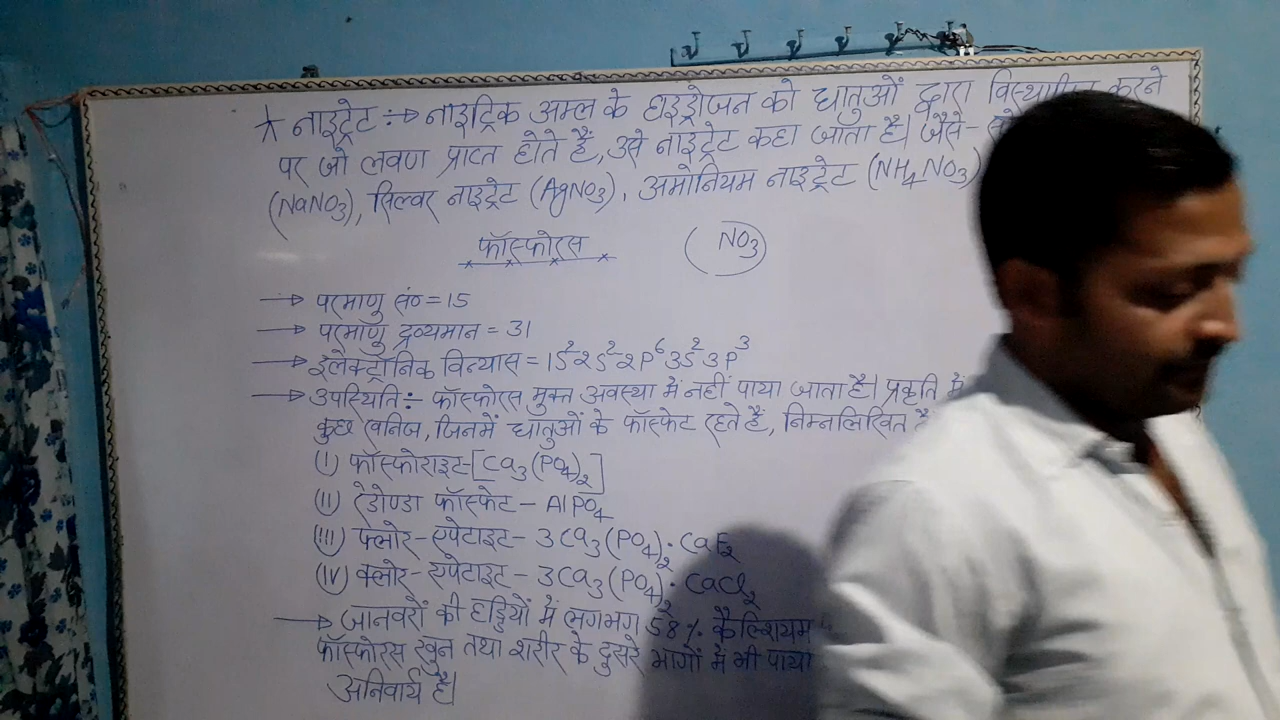 * नाइट्रेट :→ नाइट्रिक अम्ल के हाइड्रोजन को धातुओं द्वारा विस्थापित करने
पर जो लवण प्राप्त होते हैं, उसे नाइट्रेट कहा जाता है। जैसे-
(NaNO₃), सिल्वर नाइट्रेट (AgNO₃), अमोनियम नाइट्रेट (NH₄NO₃)
फॉस्फोरस (NO₃)
→ परमाणु सं० = 15
→ परमाणु द्रव्यमान = 31
→ इलेक्ट्रॉनिक विन्यास = 1S² 2S² 2P⁶ 3S² 3P³
→ उपस्थिति :- फॉस्फोरस मुक्त अवस्था में नहीं पाया जाता है। प्रकृति में
कुछ खनिज, जिनमें धातुओं के फॉस्फेट रहते है, निम्नलिखित
(I) फॉस्फोराइट-[Ca₃(PO₄)₂]
(II) रेडोण्डा फॉस्फेट - AlPO₄
(III) फ्लोर-एपेटाइट - 3Ca₃(PO₄)₂. CaF₂
(IV) क्लोर-एपेटाइट - 3Ca₃(PO₄)₂. CaCl₂
→ जानवरों की हड्डियों में लगभग 58% कैल्शियम
फॉस्फोरस खुन तथा शरीर के दुसरे भागों में भी पाया
अनिवार्य है।